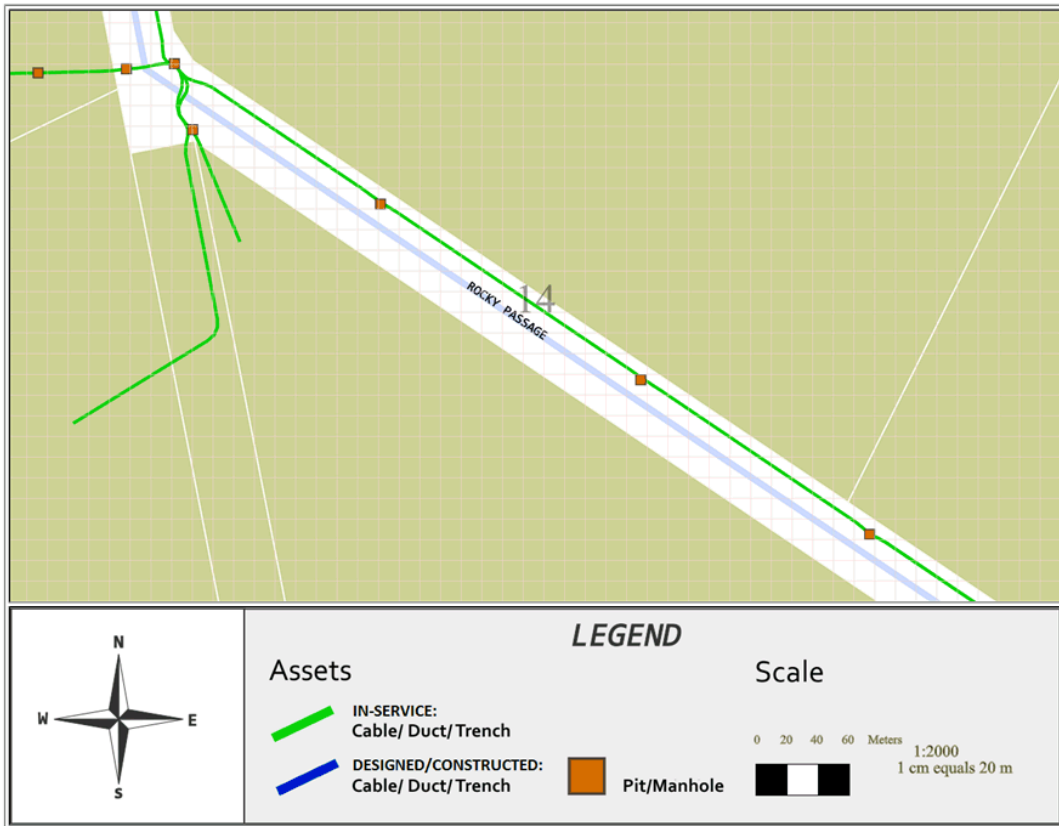 14
ROCKY PASSAGE
N
W
E
S
LEGEND
Assets
IN-SERVICE:
Cable/ Duct/ Trench
DESIGNED/CONSTRUCTED:
Cable/ Duct/ Trench
Pit/Manhole
Scale
0 20 40 60 Meters
1:2000
1 cm equals 20 m